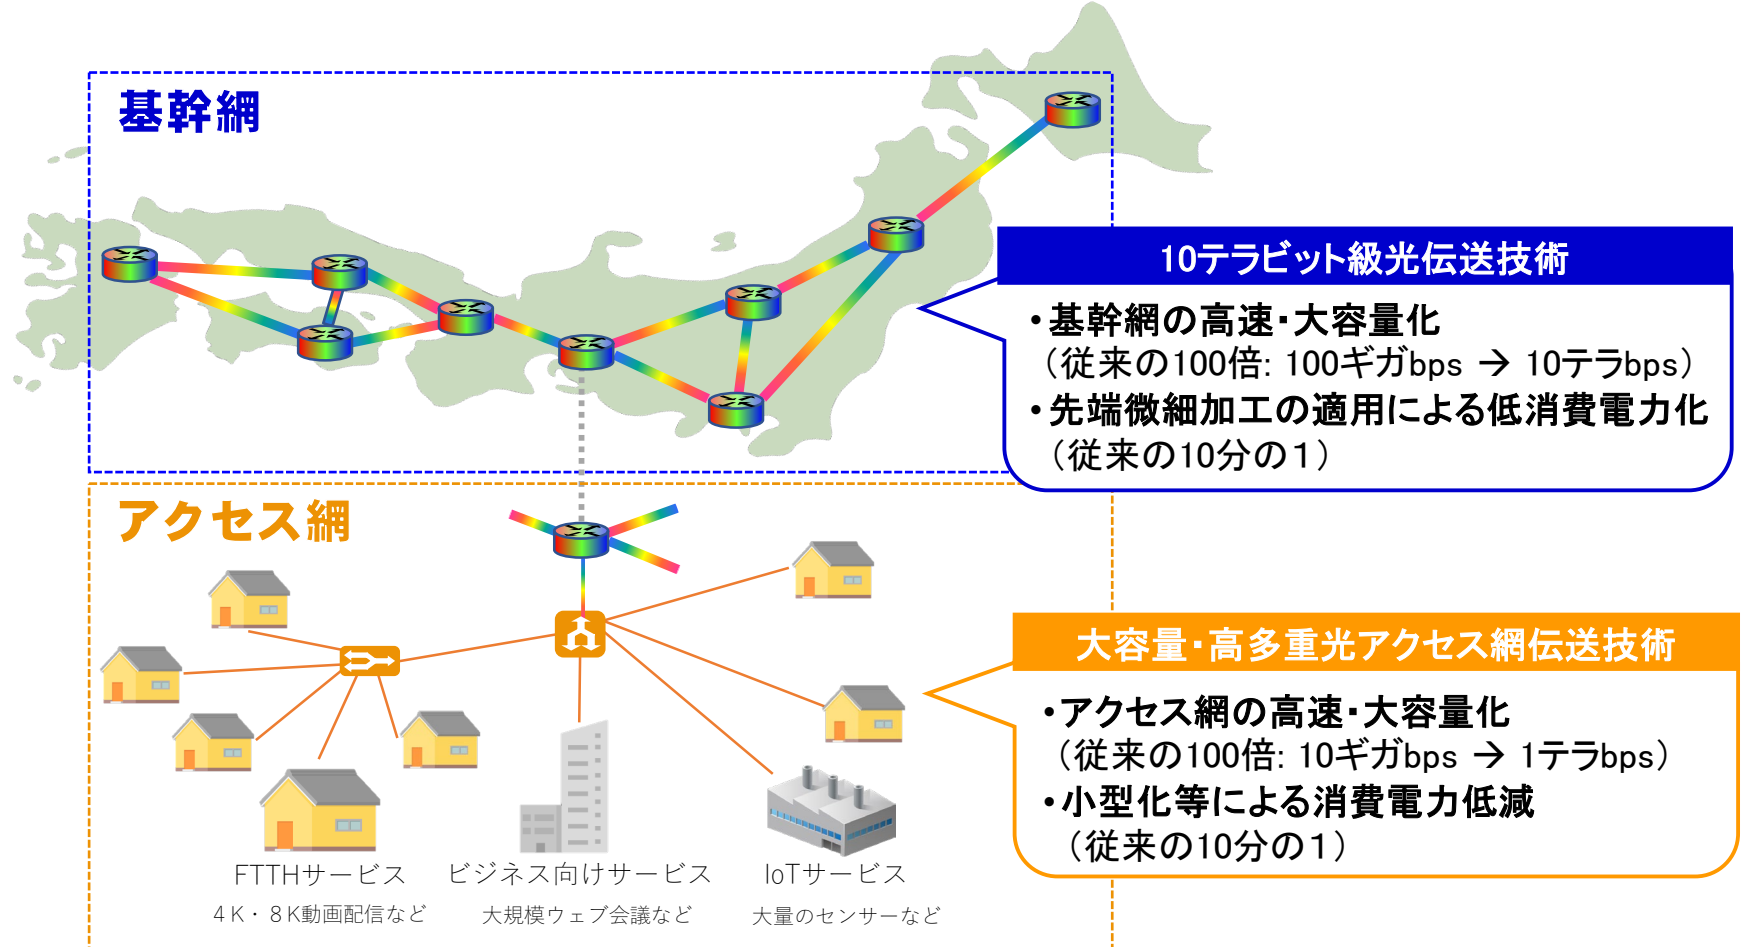 基幹網
10テラビット級光伝送技術
・基幹網の高速・大容量化
（従来の100倍: 100ギガbps → 10テラbps）
・先端微細加工の適用による低消費電力化
（従来の10分の１）
アクセス網
大容量・高多重光アクセス網伝送技術
・アクセス網の高速・大容量化
（従来の100倍: 10ギガbps → 1テラbps）
・小型化等による消費電力低減
（従来の10分の１）
FTTHサービス
４K・８K動画配信など
ビジネス向けサービス
大規模ウェブ会議など
IoTサービス
大量のセンサーなど